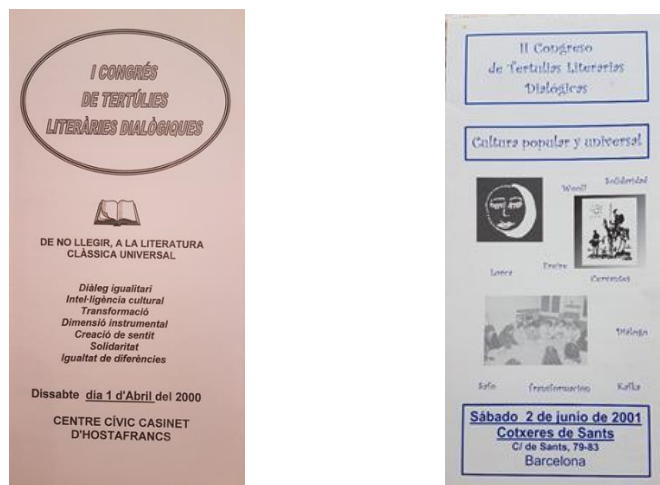 I CONGRÉS
DE TERTÚLIES
LITERÀRIES DIALÒGIQUES
DE NO LLEGIR, A LA LITERATURA
CLÀSSICA UNIVERSAL
Diàleg igualitari
Intel·ligència cultural
Transformació
Dimensió instrumental
Creació de sentit
Solidaritat
Igualtat de diferències
Dissabte dia 1 d'Abril del 2000
CENTRE CÍVIC CASINET
D'HOSTAFRANCS
II Congreso
de Tertulias Literarias
Dialógicas
Cultura popular y universal
Solidaridad
Woolf
Lorca
Freire
Cervantes
Diálogo
Safo
Transformación
Kafka
Sábado 2 de junio de 2001
Cotxeres de Sants
C/ de Sants, 79-83
Barcelona